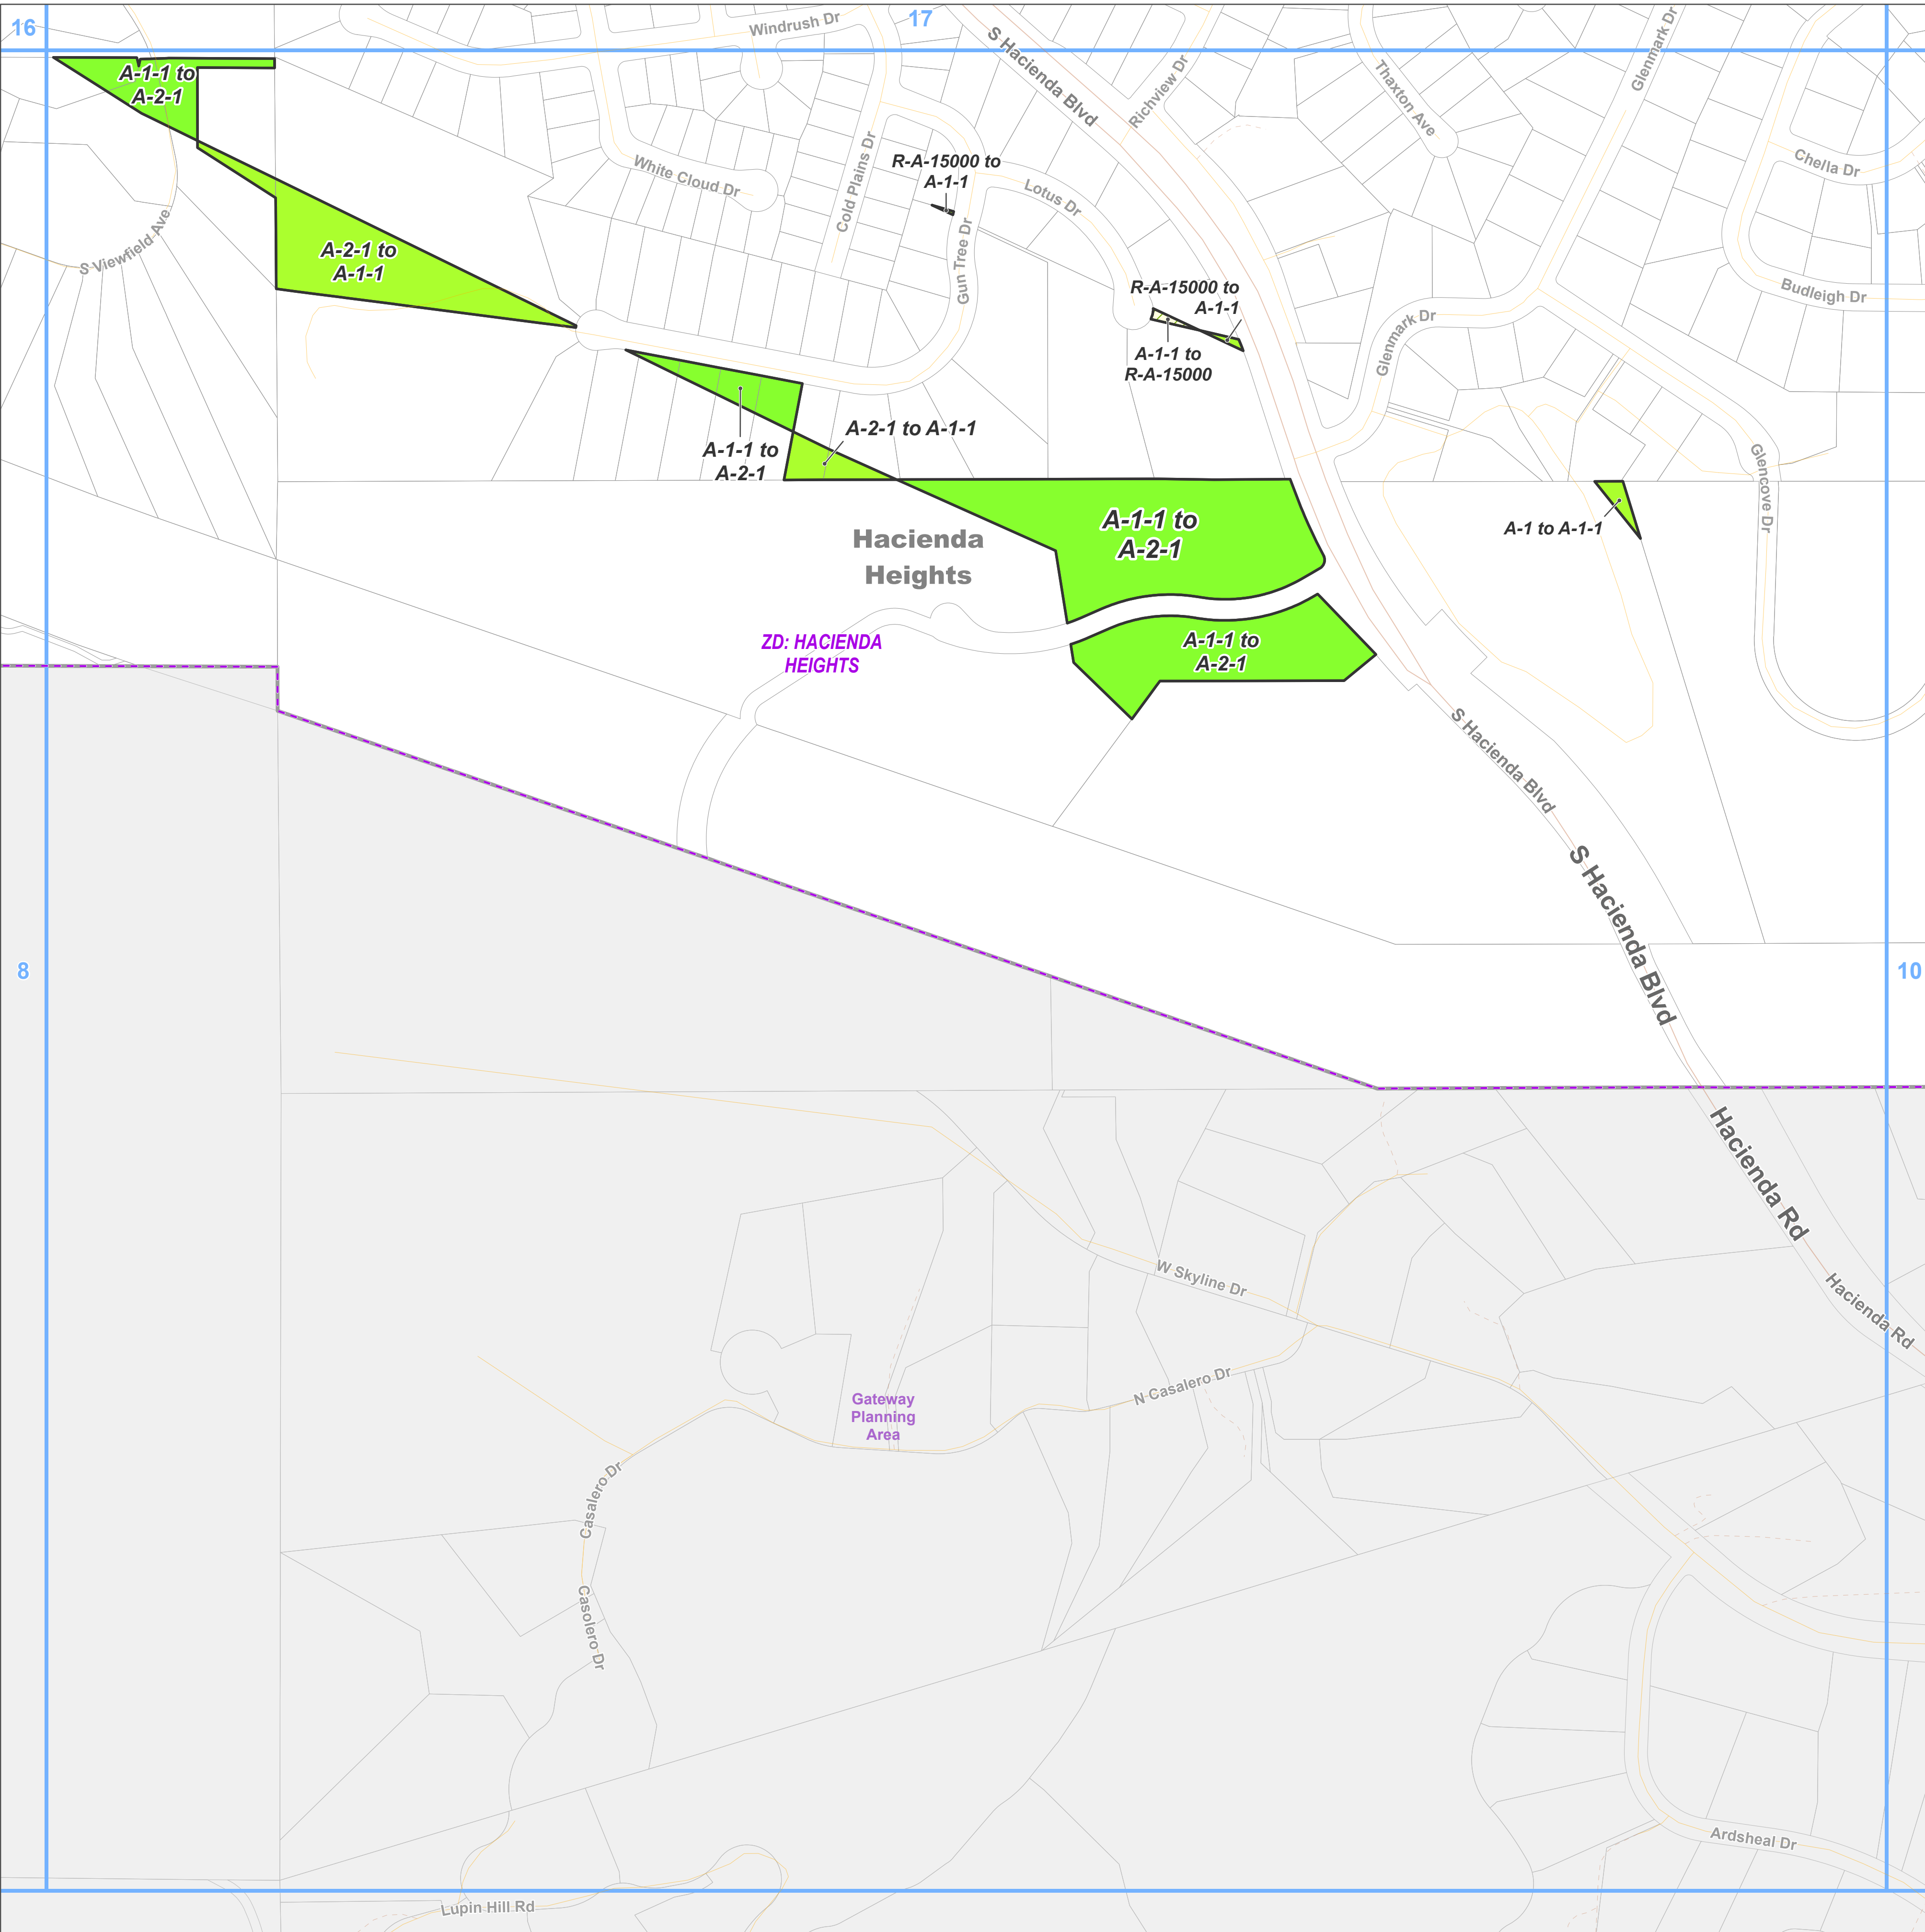 16
17
Windrush Dr
S Hacienda Blvd
Richview Dr
Thaxton Ave
Glenmark Dr
A-1-1 to
A-2-1
White Cloud Dr
Cold Plains Dr
R-A-15000 to
A-1-1
Lotus Dr
Chella Dr
S Viewfield Ave
A-2-1 to
A-1-1
Gun Tree Dr
R-A-15000 to
A-1-1
Budleigh Dr
Glenmark Dr
A-1-1 to
R-A-15000
A-2-1 to A-1-1
A-1-1 to
A-2-1
Glencove Dr
A-1-1 to
A-2-1
A-1 to A-1-1
Hacienda
Heights
ZD: HACIENDA
HEIGHTS
A-1-1 to
A-2-1
S Hacienda Blvd
S Hacienda Blvd
8
10
Hacienda Rd
Hacienda Rd
W Skyline Dr
N Casalero Dr
Gateway
Planning
Area
Casalero Dr
Casolero Dr
Ardsheal Dr
Lupin Hill Rd